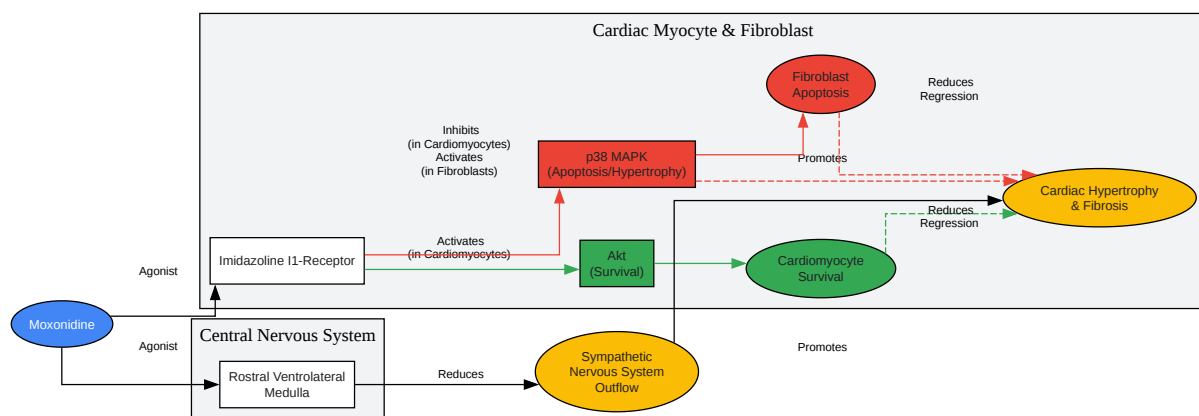 Cardiac Myocyte & Fibroblast
Fibroblast
Apoptosis
Reduces
Regression
Inhibits
(in Cardiomyocytes)
Activates
(in Fibroblasts)
p38 MAPK
(Apoptosis/Hypertrophy)
Promotes
Cardiac Hypertrophy
& Fibrosis
Reduces
Regression
Imidazoline I1-Receptor
Activates
(in Cardiomyocytes)
Akt
(Survival)
Cardiomyocyte
Survival
Agonist
Moxonidine
Agonist
Central Nervous System
Rostral Ventrolateral
Medulla
Reduces
Sympathetic
Nervous System
Outflow
Promotes